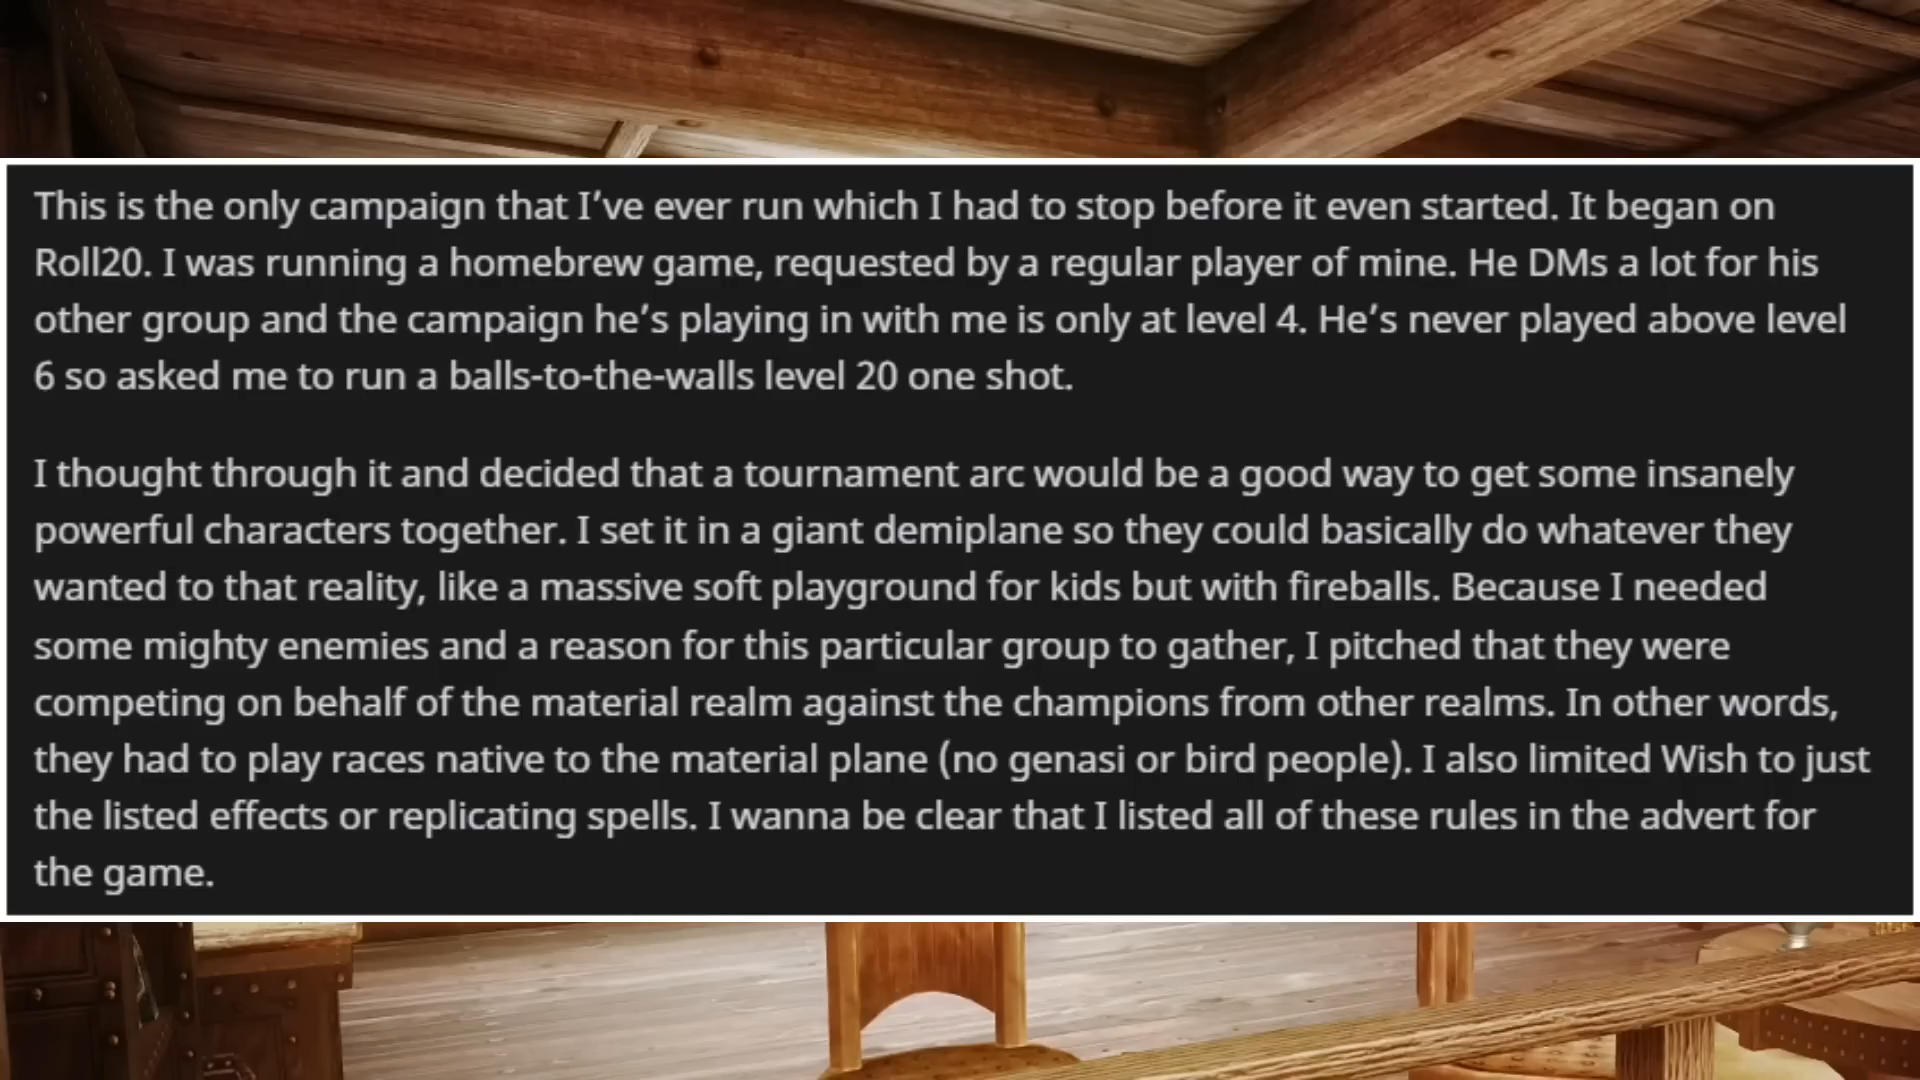 This is the only campaign that I’ve ever run which I had to stop before it even started. It began on
Roll20. I was running a homebrew game, requested by a regular player of mine. He DMs a lot for his
other group and the campaign he’s playing in with me is only at level 4. He’s never played above level
6 so asked me to run a balls-to-the-walls level 20 one shot.
I thought through it and decided that a tournament arc would be a good way to get some insanely
powerful characters together. I set it in a giant demiplane so they could basically do whatever they
wanted to that reality, like a massive soft playground for kids but with fireballs. Because I needed
some mighty enemies and a reason for this particular group to gather, I pitched that they were
competing on behalf of the material realm against the champions from other realms. In other words,
they had to play races native to the material plane (no genasi or bird people). I also limited Wish to just
the listed effects or replicating spells. I wanna be clear that I listed all of these rules in the advert for
the game.